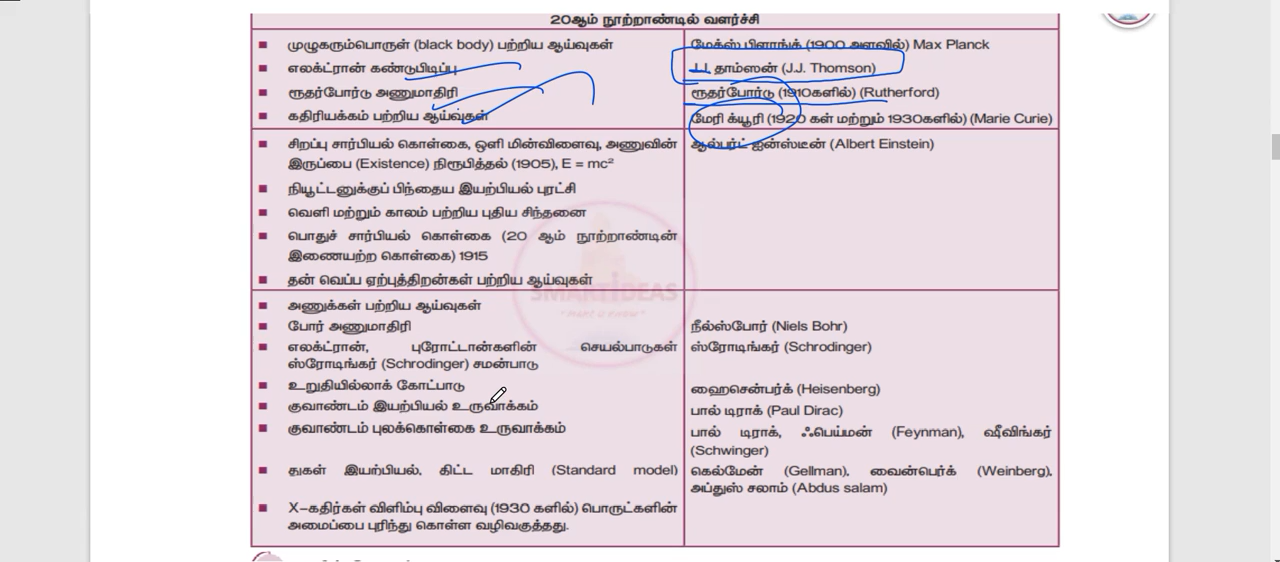 20ஆம் நூற்றாண்டில் வளர்ச்சி
முழுகரும்பொருள் (black body) பற்றிய ஆய்வுகள்
மேக்ஸ் பிளாங்க் (1900 அளவில்) Max Planck
எலக்ட்ரான் கண்டுபிடிப்பு
J.J. தாம்ஸன் (J.J. Thomson)
ரூதர்போர்டு அணுமாதிரி
ரூதர்போர்டு (1910களில்) (Rutherford)
கதிரியக்கம் பற்றிய ஆய்வுகள்
மேரி க்யூரி (1920 கள் மற்றும் 1930களில்) (Marie Curie)
சிறப்பு சார்பியல் கொள்கை, ஒளி மின்விளைவு, அணுவின்
இருப்பை (Existence) நிரூபித்தல் (1905), E = mc²
ஆல்பர்ட் ஐன்ஸ்டீன் (Albert Einstein)
நியூட்டனுக்குப் பிந்தைய இயற்பியல் புரட்சி
வெளி மற்றும் காலம் பற்றிய புதிய சிந்தனை
பொதுச் சார்பியல் கொள்கை (20 ஆம் நூற்றாண்டின்
இணையற்ற கொள்கை) 1915
தன் வெப்ப ஏற்புத்திறன்கள் பற்றிய ஆய்வுகள்
SMARTIDEAS
அணுக்கள் பற்றிய ஆய்வுகள்
போர் அணுமாதிரி
நீல்ஸ்போர் (Niels Bohr)
எலக்ட்ரான், புரோட்டான்களின் செயல்பாடுகள்
ஸ்ரோடிங்கர் (Schrodinger) சமன்பாடு
ஸ்ரோடிங்கர் (Schrodinger)
உறுதியில்லாக் கோட்பாடு
ஹைசென்பர்க் (Heisenberg)
குவாண்டம் இயற்பியல் உருவாக்கம்
பால் டிராக் (Paul Dirac)
குவாண்டம் புலக்கொள்கை உருவாக்கம்
பால் டிராக், ஃபெய்மன் (Feynman), ஷீவிங்கர்
(Schwinger)
துகள் இயற்பியல், திட்ட மாதிரி (Standard model)
கெல்மேன் (Gellman), வைன்பெர்க் (Weinberg),
அப்துஸ் சலாம் (Abdus salam)
X–கதிர்கள் விளிம்பு விளைவு (1930 களில்) பொருட்களின்
அமைப்பை புரிந்து கொள்ள வழிவகுத்தது.